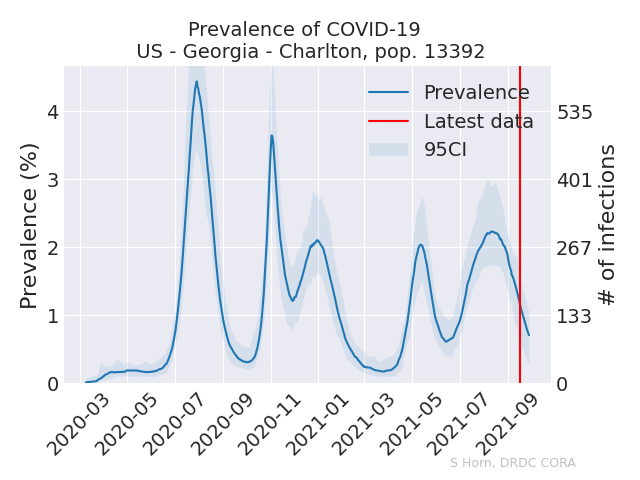 Prevalence of COVID-19
US - Georgia - Charlton, pop. 13392
Prevalence
Latest data
95CI
Prevalence (%)
4
3
2
1
0
# of infections
535
401
267
133
0
2020-03
2020-05
2020-07
2020-09
2020-11
2021-01
2021-03
2021-05
2021-07
2021-09
S Horn, DRDC CORA